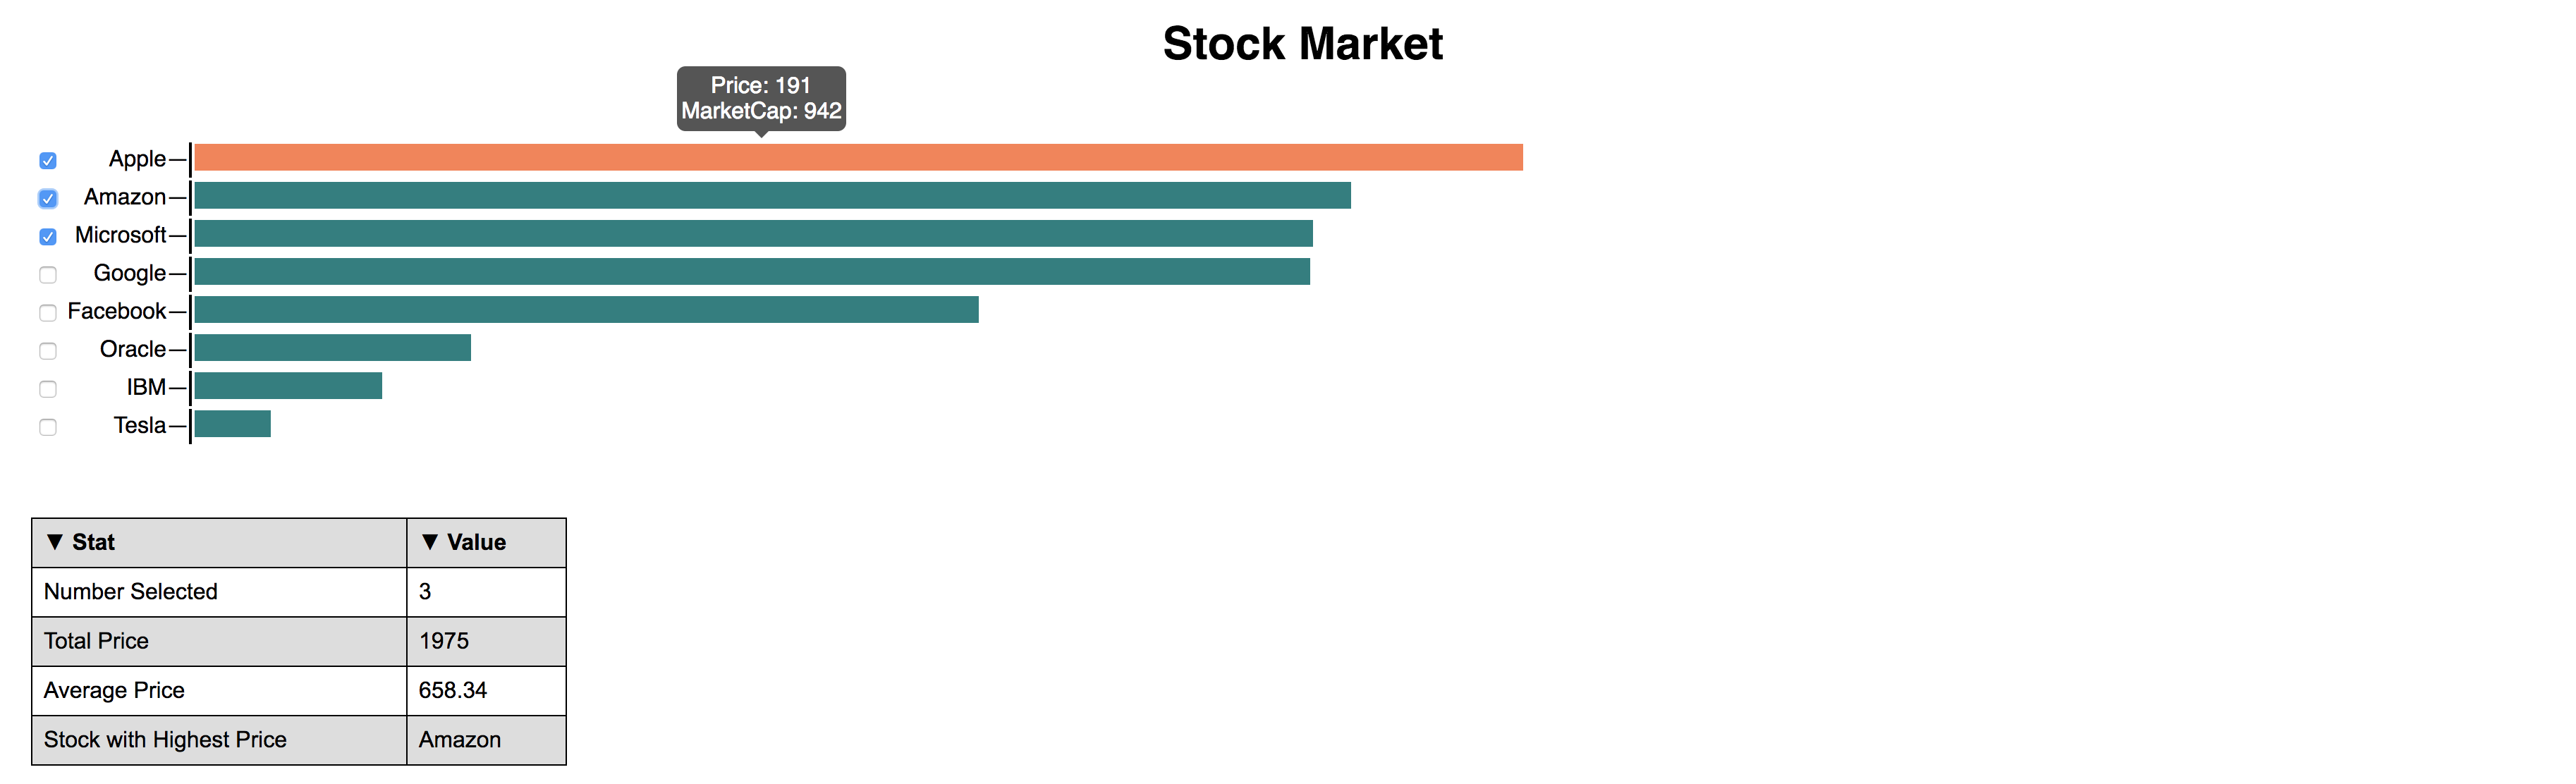 Stock Market
Price: 191
MarketCap: 942
Apple
Amazon
Microsoft
Google
Facebook
Oracle
IBM
Tesla
▼ Stat ▼ Value
Number Selected 3
Total Price 1975
Average Price 658.34
Stock with Highest Price Amazon